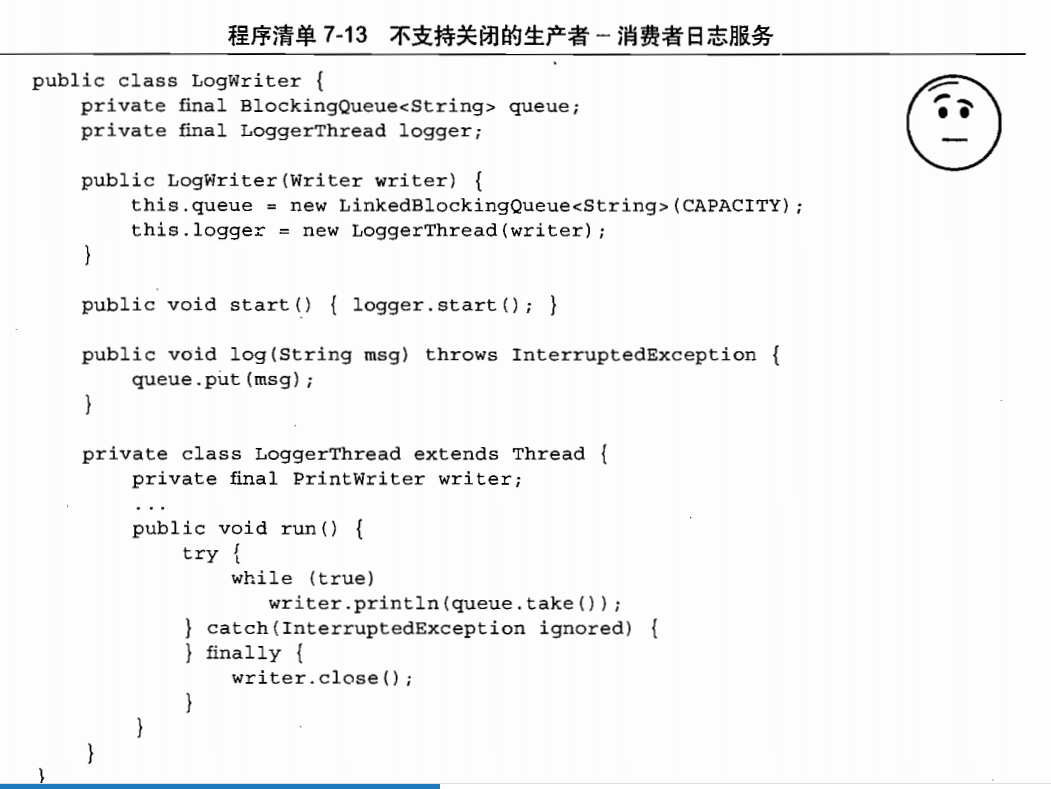 程序清单 7-13 不支持关闭的生产者－消费者日志服务
public class LogWriter {
    private final BlockingQueue<String> queue;
    private final LoggerThread logger;

    public LogWriter(Writer writer) {
        this.queue = new LinkedBlockingQueue<String>(CAPACITY);
        this.logger = new LoggerThread(writer);
    }

    public void start() { logger.start(); }

    public void log(String msg) throws InterruptedException {
        queue.put(msg);
    }

    private class LoggerThread extends Thread {
        private final PrintWriter writer;
        ...
        public void run() {
            try {
                while (true)
                   writer.println(queue.take());
            } catch(InterruptedException ignored) {
            } finally {
                writer.close();
            }
        }
    }
}